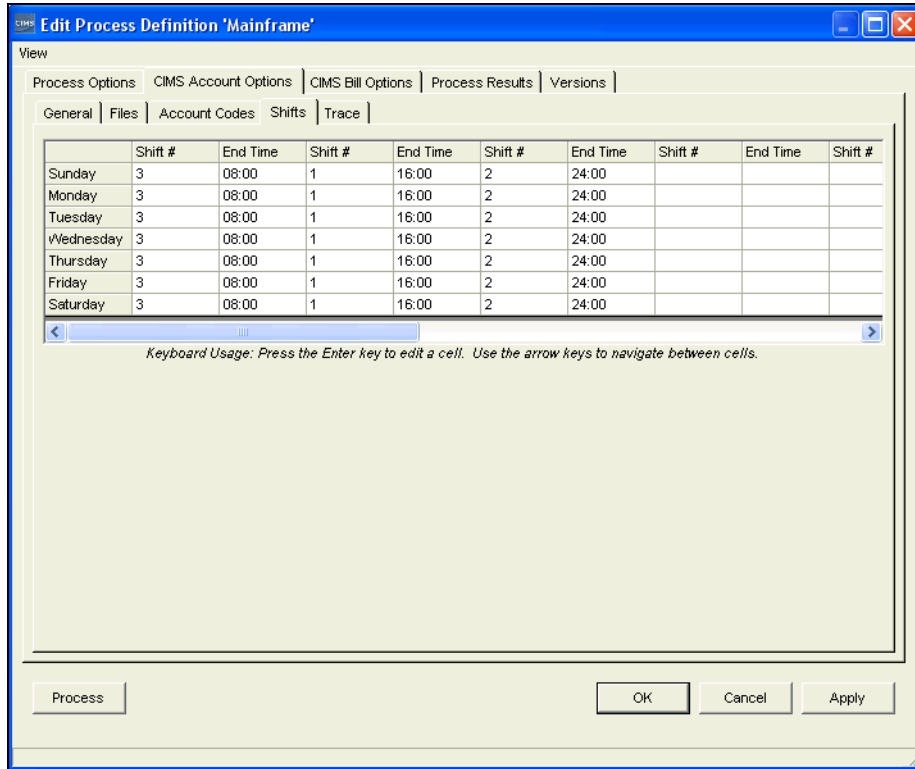 CIMS Edit Process Definition 'Mainframe'
View
Process Options CIMS Account Options CIMS Bill Options Process Results Versions
General Files Account Codes Shifts Trace
Shift # End Time Shift # End Time Shift # End Time Shift # End Time Shift #
Sunday 3 08:00 1 16:00 2 24:00
Monday 3 08:00 1 16:00 2 24:00
Tuesday 3 08:00 1 16:00 2 24:00
Wednesday 3 08:00 1 16:00 2 24:00
Thursday 3 08:00 1 16:00 2 24:00
Friday 3 08:00 1 16:00 2 24:00
Saturday 3 08:00 1 16:00 2 24:00
Keyboard Usage: Press the Enter key to edit a cell. Use the arrow keys to navigate between cells.
Process OK Cancel Apply